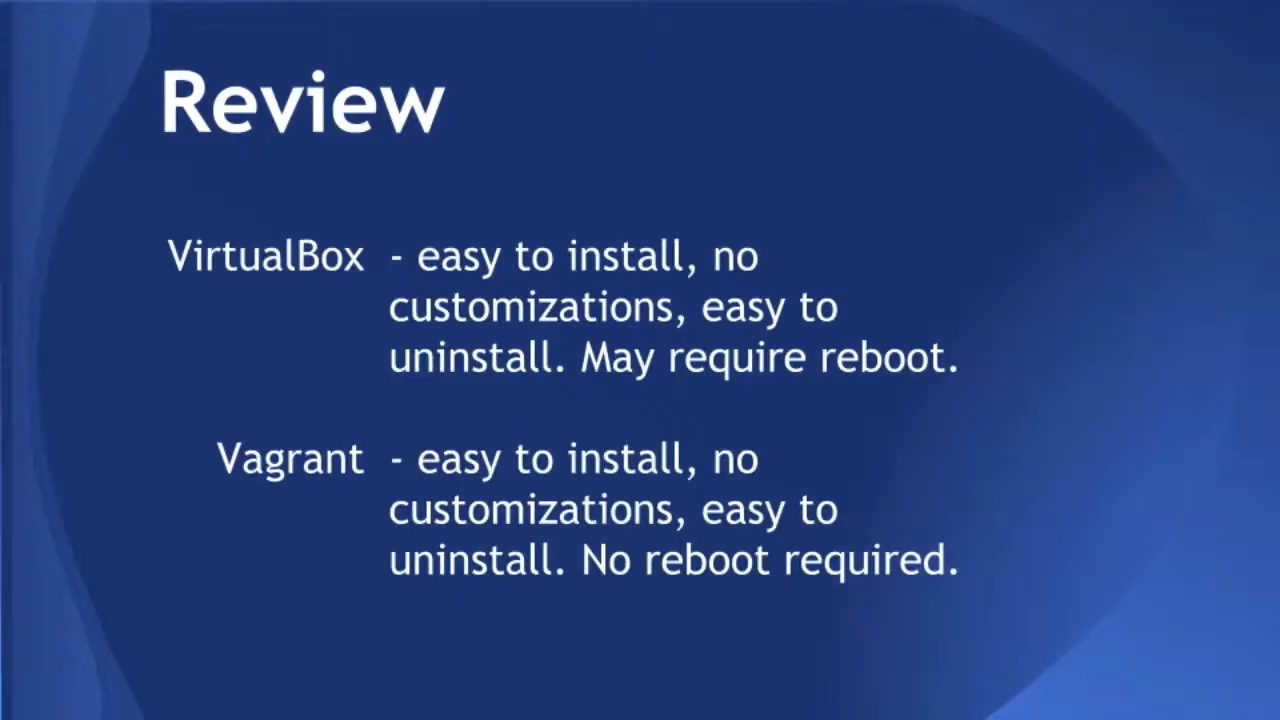 Review
VirtualBox - easy to install, no
customizations, easy to
uninstall. May require reboot.
Vagrant - easy to install, no
customizations, easy to
uninstall. No reboot required.